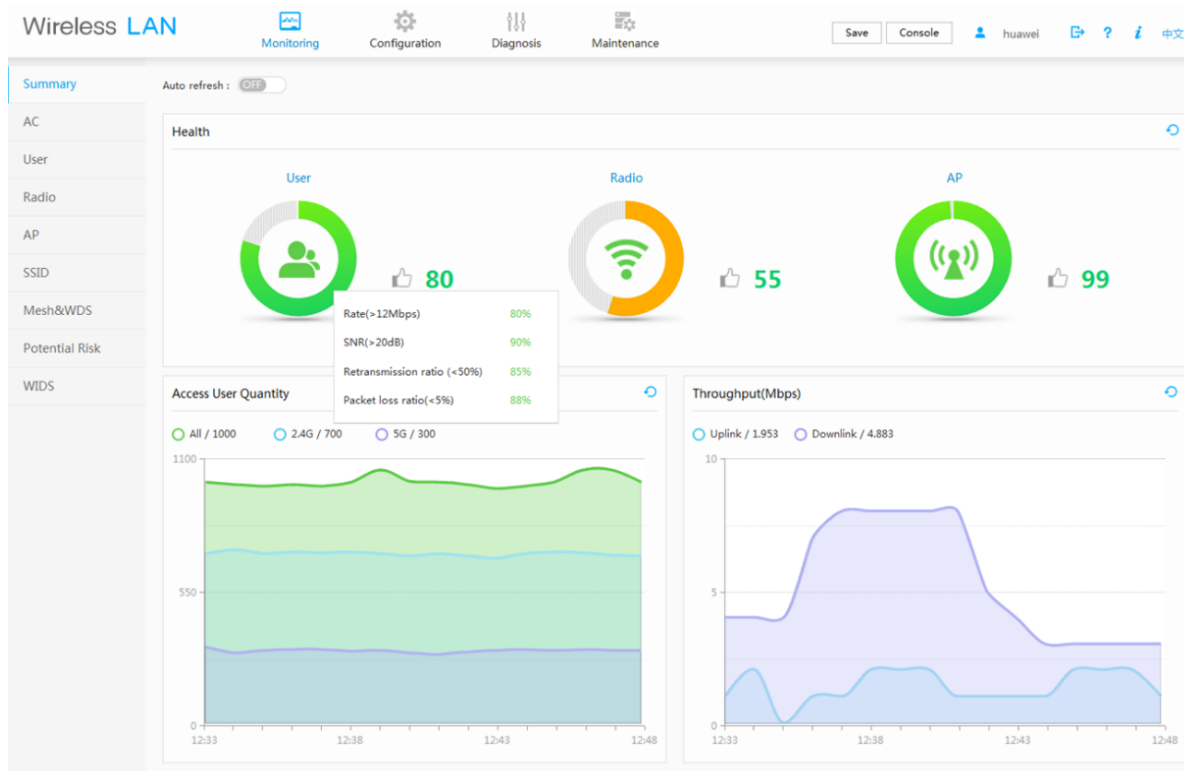 Wireless LAN
Monitoring
Configuration
Diagnosis
Maintenance
Save
Console
huawei
?
i
中文
Summary
AC
User
Radio
AP
SSID
Mesh&WDS
Potential Risk
WIDS
Auto refresh : OFF
Health
User
Radio
AP
80
55
99
Rate(>12Mbps) 80%
SNR(>20dB) 90%
Retransmission ratio (<50%) 85%
Packet loss ratio(<5%) 88%
Access User Quantity
All / 1000 2.4G / 700 5G / 300
1100
550
0
12:33 12:38 12:43 12:48
Throughput(Mbps)
Uplink / 1.953 Downlink / 4.883
10
5
0
12:33 12:38 12:43 12:48